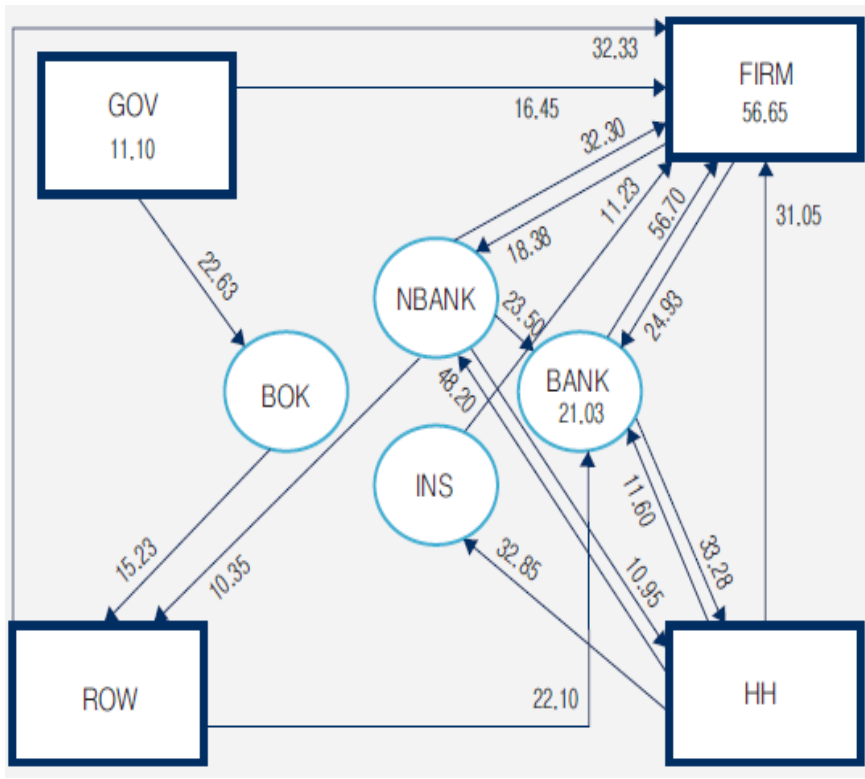 32.33
FIRM
56.65
GOV
11.10
16.45
32.30
18.38
11.23
56.70
24.93
31.05
22.63
NBANK
23.50
BOK
BANK
21.03
48.20
INS
11.60
33.28
32.85
10.95
15.23
10.35
ROW
22.10
HH